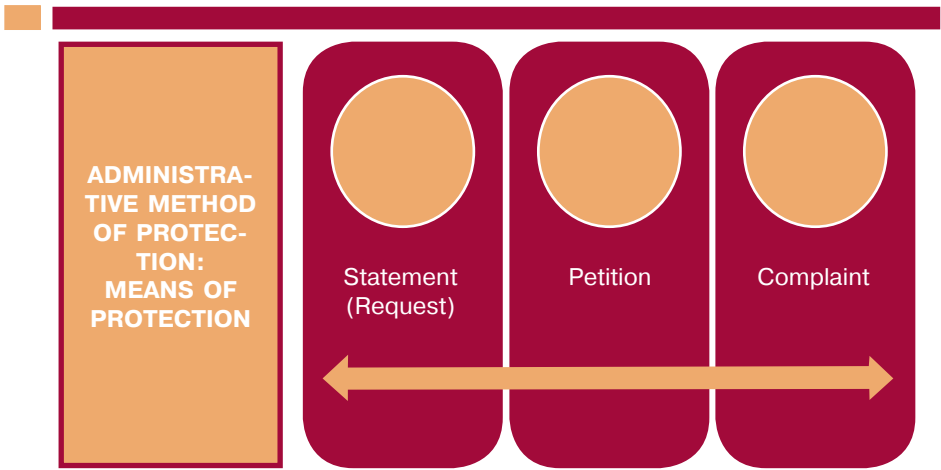 ADMINISTRA-
TIVE METHOD
OF PROTEC-
TION:
MEANS OF
PROTECTION
Statement
(Request)
Petition
Complaint